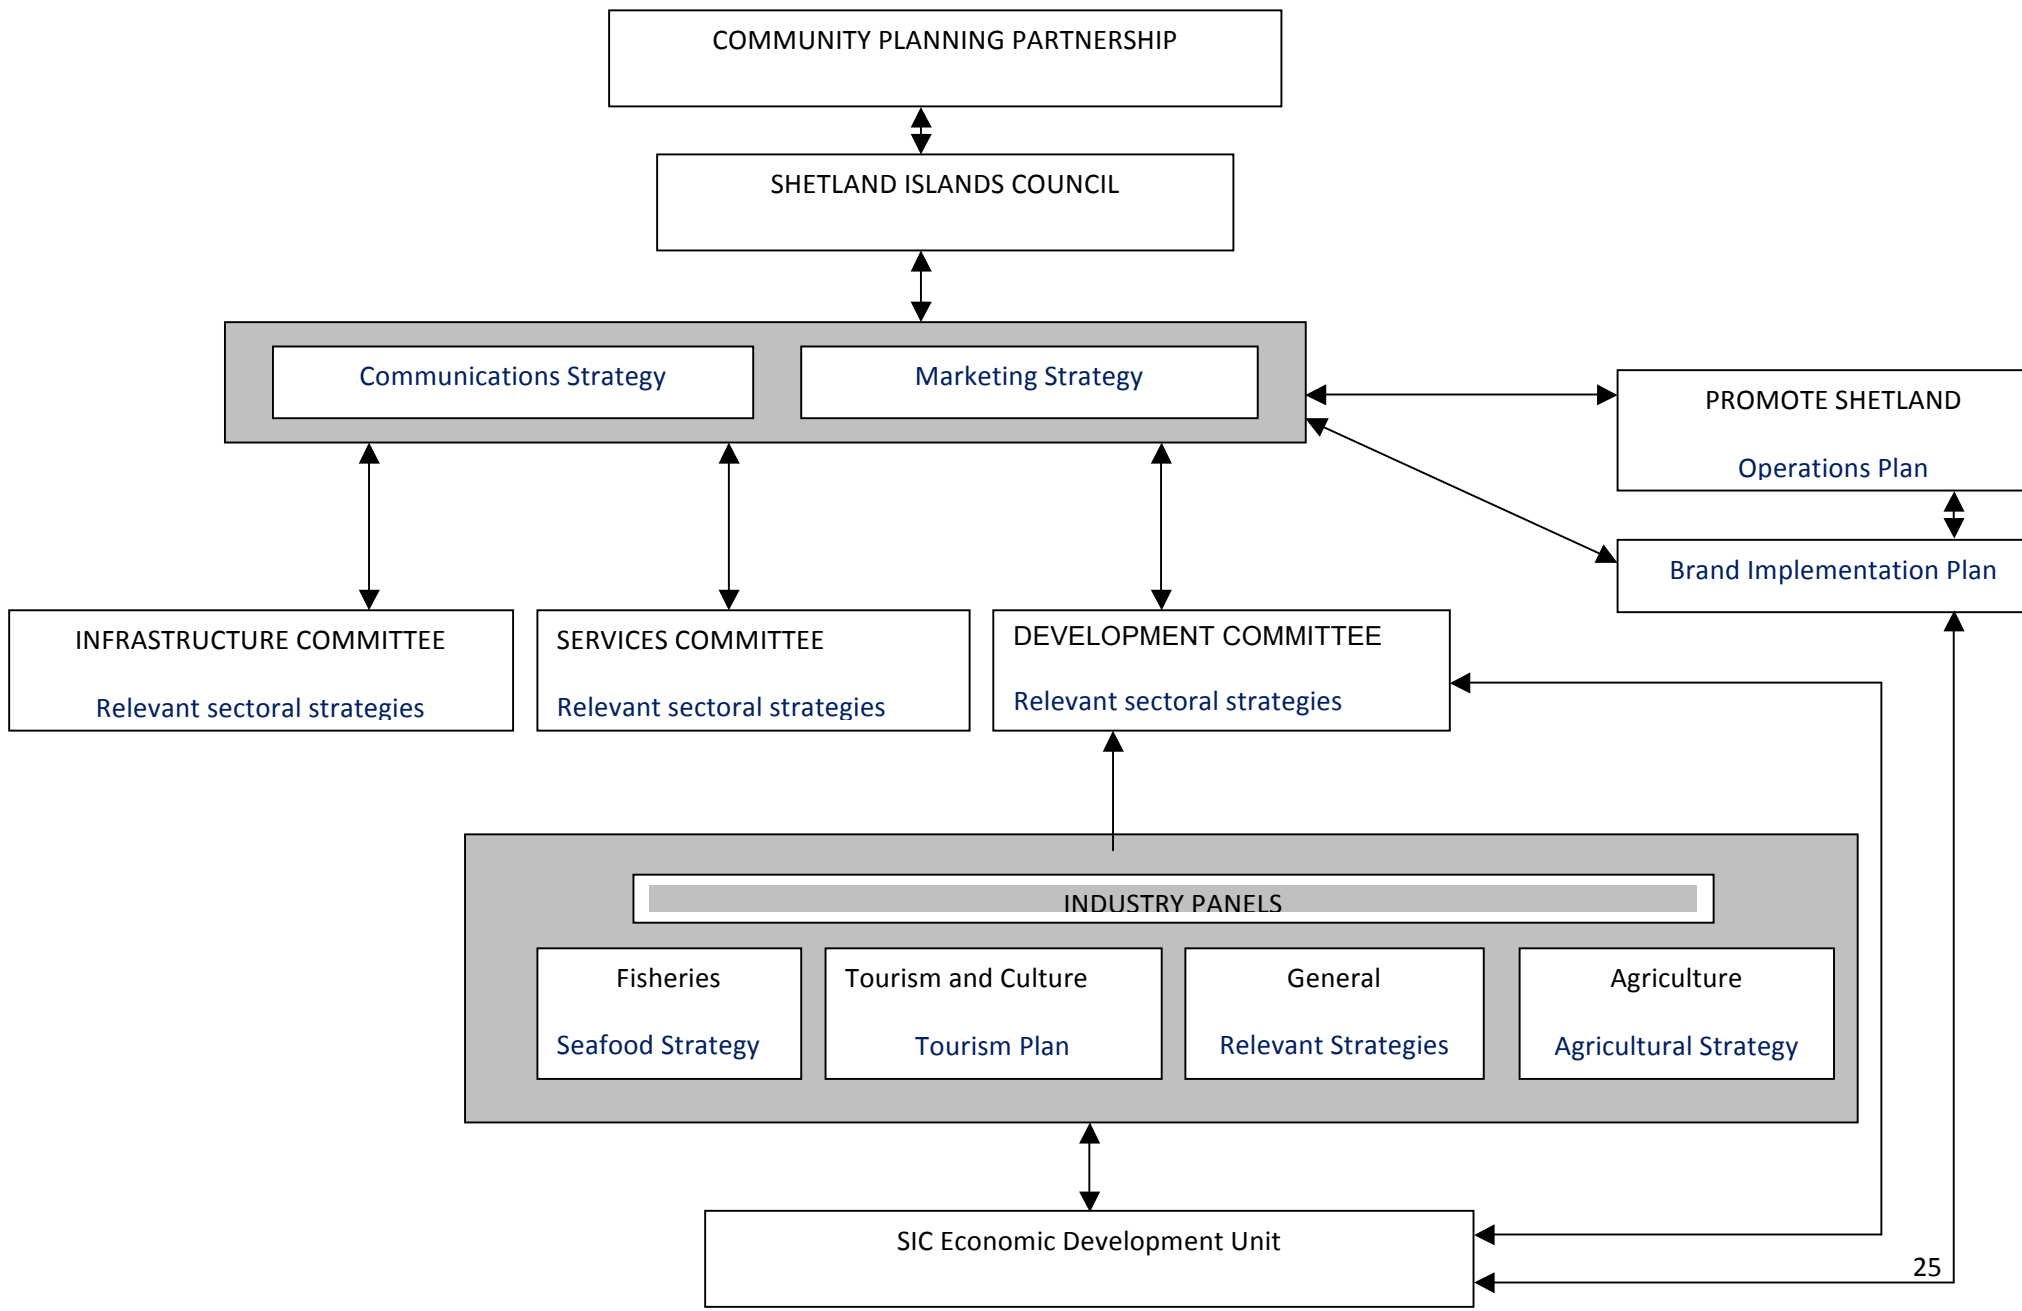 COMMUNITY PLANNING PARTNERSHIP
SHETLAND ISLANDS COUNCIL
Communications Strategy
Marketing Strategy
PROMOTE SHETLAND
Operations Plan
Brand Implementation Plan
INFRASTRUCTURE COMMITTEE
Relevant sectoral strategies
SERVICES COMMITTEE
Relevant sectoral strategies
DEVELOPMENT COMMITTEE
Relevant sectoral strategies
INDUSTRY PANELS
Fisheries
Seafood Strategy
Tourism and Culture
Tourism Plan
General
Relevant Strategies
Agriculture
Agricultural Strategy
SIC Economic Development Unit
25